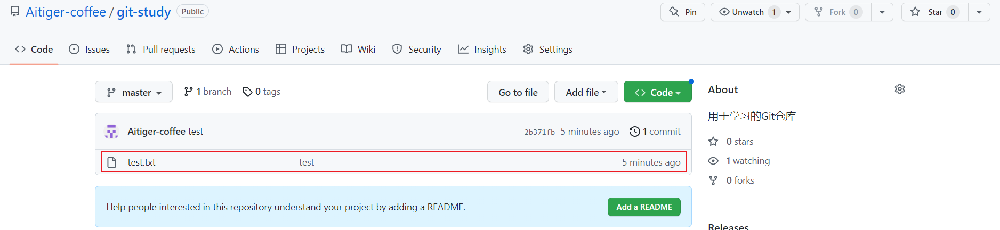 Aitiger-coffee / git-study Public Pin Unwatch 1 Fork 0 Star 0
Code Issues Pull requests Actions Projects Wiki Security Insights Settings
master 1 branch 0 tags Go to file Add file Code
Aitiger-coffee test 2b371fb 5 minutes ago 1 commit
test.txt test 5 minutes ago
Help people interested in this repository understand your project by adding a README. Add a README
About
用于学习的Git仓库
0 stars
1 watching
0 forks
Releases